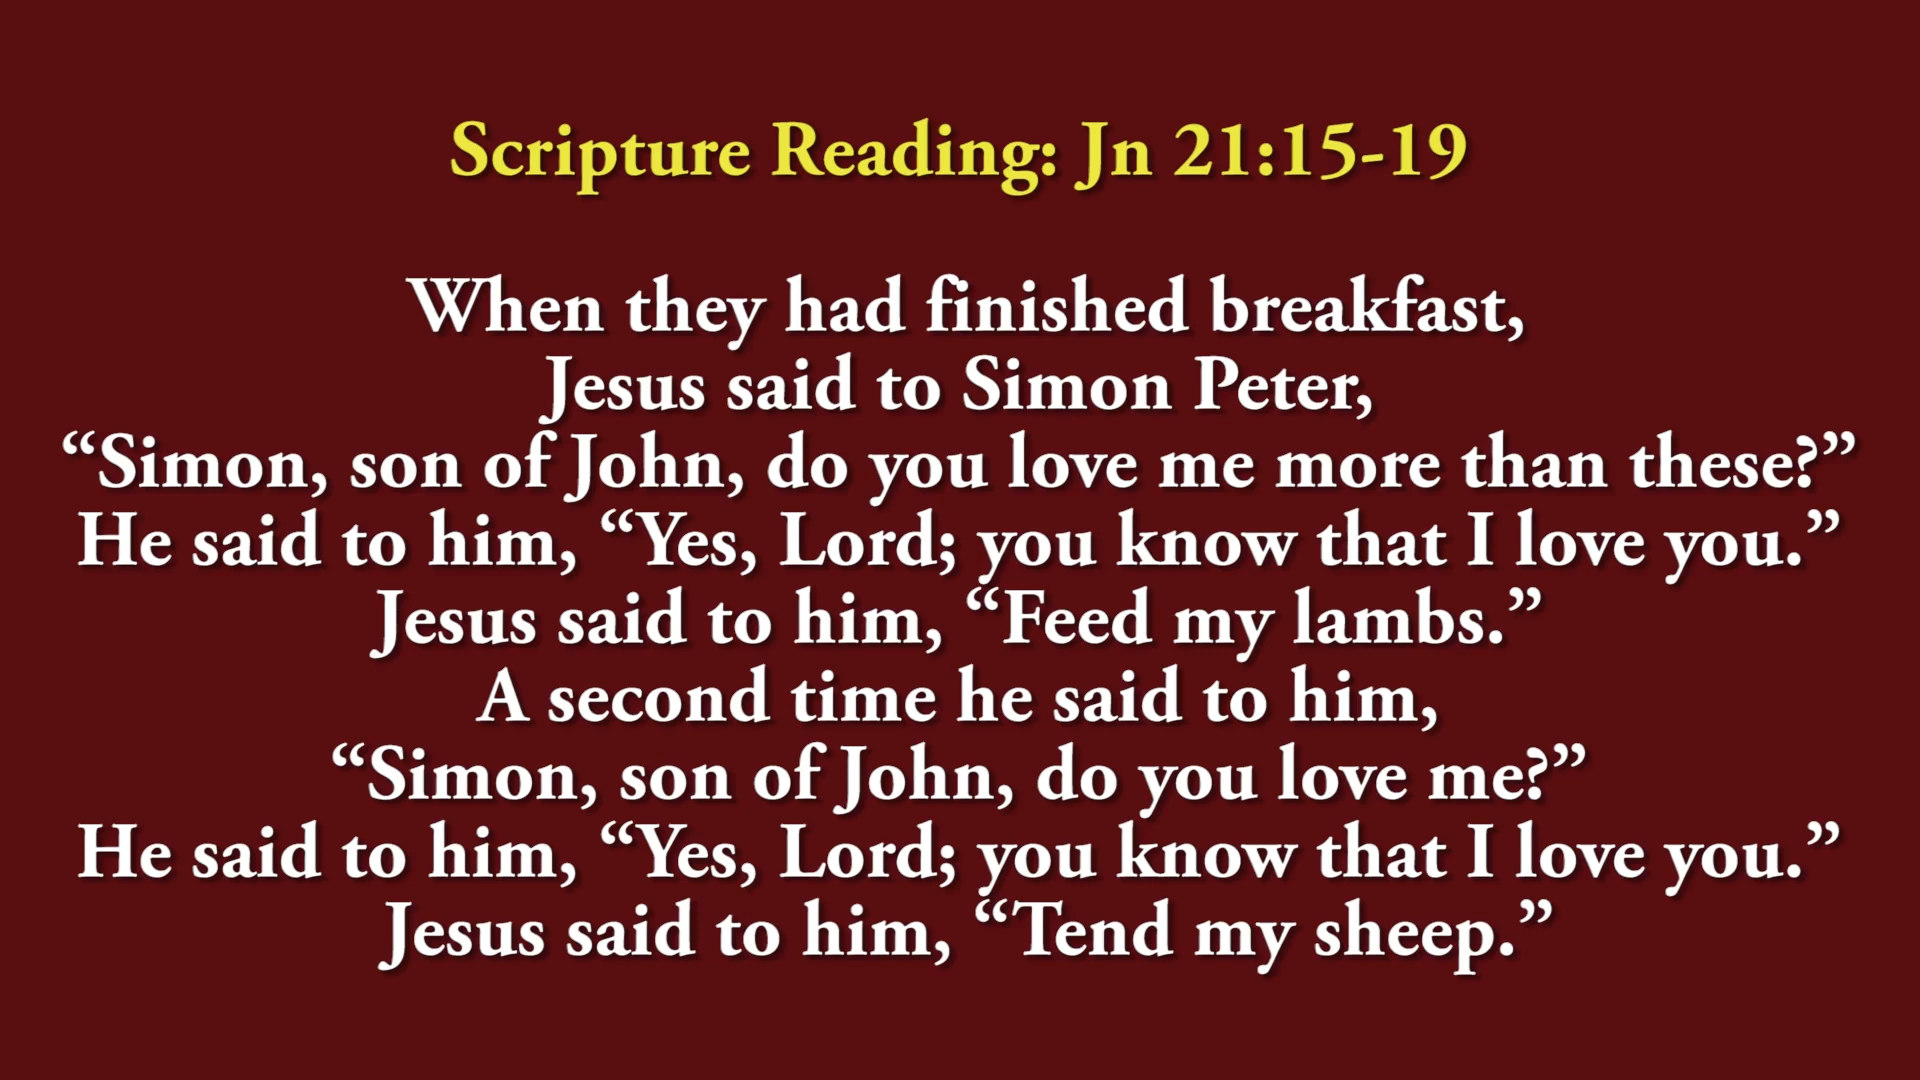 Scripture Reading: Jn 21:15-19
When they had finished breakfast,
Jesus said to Simon Peter,
“Simon, son of John, do you love me more than these?”
He said to him, “Yes, Lord; you know that I love you.”
Jesus said to him, “Feed my lambs.”
A second time he said to him,
“Simon, son of John, do you love me?”
He said to him, “Yes, Lord; you know that I love you.”
Jesus said to him, “Tend my sheep.”